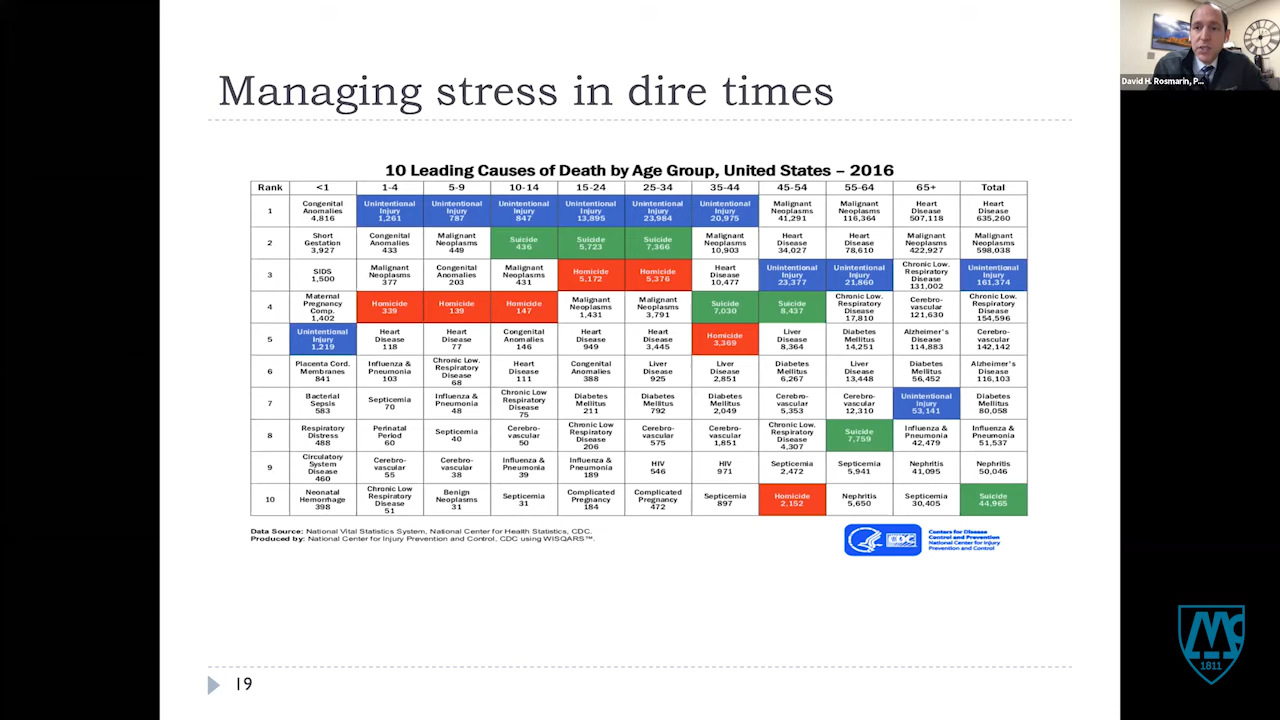 Managing stress in dire times
David H. Rosmarin, P...
10 Leading Causes of Death by Age Group, United States – 2016
Rank <1 1-4 5-9 10-14 15-24 25-34 35-44 45-54 55-64 65+ Total
1 Congenital Anomalies 4,816 Unintentional Injury 1,261 Unintentional Injury 787 Unintentional Injury 847 Unintentional Injury 13,895 Unintentional Injury 23,984 Unintentional Injury 20,975 Malignant Neoplasms 41,291 Malignant Neoplasms 116,364 Heart Disease 507,118 Heart Disease 635,260
2 Short Gestation 3,927 Congenital Anomalies 433 Malignant Neoplasms 449 Suicide 436 Suicide 5,723 Suicide 7,366 Malignant Neoplasms 10,903 Heart Disease 34,027 Heart Disease 78,610 Malignant Neoplasms 422,927 Malignant Neoplasms 598,038
3 SIDS 1,500 Malignant Neoplasms 377 Congenital Anomalies 203 Malignant Neoplasms 431 Homicide 5,172 Homicide 5,376 Heart Disease 10,477 Unintentional Injury 23,377 Unintentional Injury 21,860 Chronic Low. Respiratory Disease 131,002 Unintentional Injury 161,374
4 Maternal Pregnancy Comp. 1,402 Homicide 339 Homicide 139 Homicide 147 Malignant Neoplasms 1,431 Malignant Neoplasms 3,791 Suicide 7,030 Suicide 8,437 Chronic Low. Respiratory Disease 17,810 Cerebro- vascular 121,630 Chronic Low. Respiratory Disease 154,596
5 Unintentional Injury 1,219 Heart Disease 118 Heart Disease 77 Congenital Anomalies 146 Heart Disease 949 Heart Disease 3,445 Homicide 3,369 Liver Disease 8,364 Diabetes Mellitus 14,251 Alzheimer's Disease 114,883 Cerebro- vascular 142,142
6 Placenta Cord. Membranes 841 Influenza & Pneumonia 103 Chronic Low. Respiratory Disease 68 Heart Disease 111 Congenital Anomalies 388 Liver Disease 925 Liver Disease 2,851 Diabetes Mellitus 6,267 Liver Disease 13,448 Diabetes Mellitus 56,452 Alzheimer's Disease 116,103
7 Bacterial Sepsis 583 Septicemia 70 Influenza & Pneumonia 48 Chronic Low Respiratory Disease 75 Diabetes Mellitus 211 Diabetes Mellitus 792 Diabetes Mellitus 2,049 Cerebro- vascular 5,353 Cerebro- vascular 12,310 Unintentional Injury 53,141 Diabetes Mellitus 80,058
8 Respiratory Distress 488 Perinatal Period 60 Septicemia 40 Cerebro- vascular 50 Chronic Low Respiratory Disease 206 Cerebro- vascular 575 Cerebro- vascular 1,851 Chronic Low. Respiratory Disease 4,307 Suicide 7,759 Influenza & Pneumonia 42,479 Influenza & Pneumonia 51,537
9 Circulatory System Disease 460 Cerebro- vascular 55 Cerebro- vascular 38 Influenza & Pneumonia 39 Influenza & Pneumonia 189 HIV 546 HIV 971 Septicemia 2,472 Septicemia 5,941 Nephritis 41,095 Nephritis 50,046
10 Neonatal Hemorrhage 398 Chronic Low Respiratory Disease 51 Benign Neoplasms 31 Septicemia 31 Complicated Pregnancy 184 Complicated Pregnancy 472 Septicemia 897 Homicide 2,152 Nephritis 5,650 Septicemia 30,405 Suicide 44,965
Data Source: National Vital Statistics System, National Center for Health Statistics, CDC.
Produced by: National Center for Injury Prevention and Control, CDC using WISQARS™.
CDC
Centers for Disease
Control and Prevention
National Center for Injury
Prevention and Control
Mc
1811
19